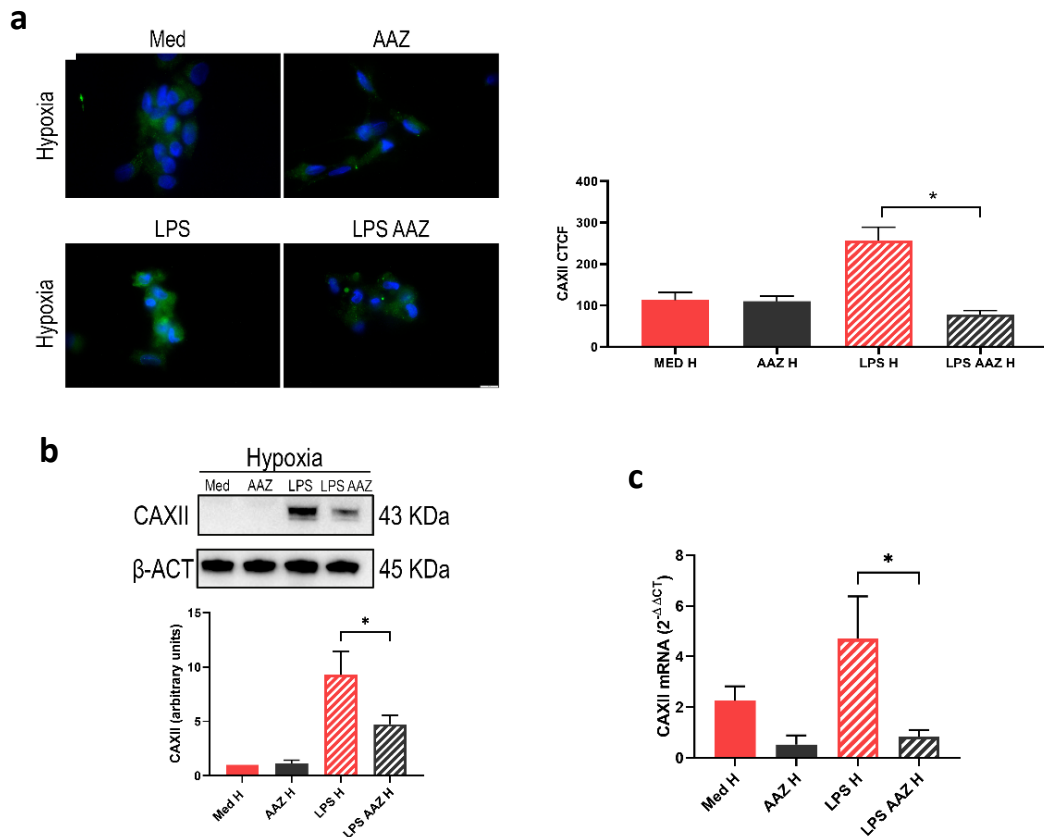 a
Med AAZ
Hypoxia
LPS LPS AAZ
Hypoxia
CAXII CTCF
400
300
200
100
0
*
MED H AAZ H LPS H LPS AAZ H
b
Hypoxia
Med AAZ LPS LPS AAZ
CAXII 43 KDa
β-ACT 45 KDa
CAXII (arbitrary units)
15
10
5
0
*
Med H AAZ H LPS H LPS AAZ H
c
CAXII mRNA (2^-Δ ΔCT)
8
6
4
2
0
*
Med H AAZ H LPS H LPS AAZ H